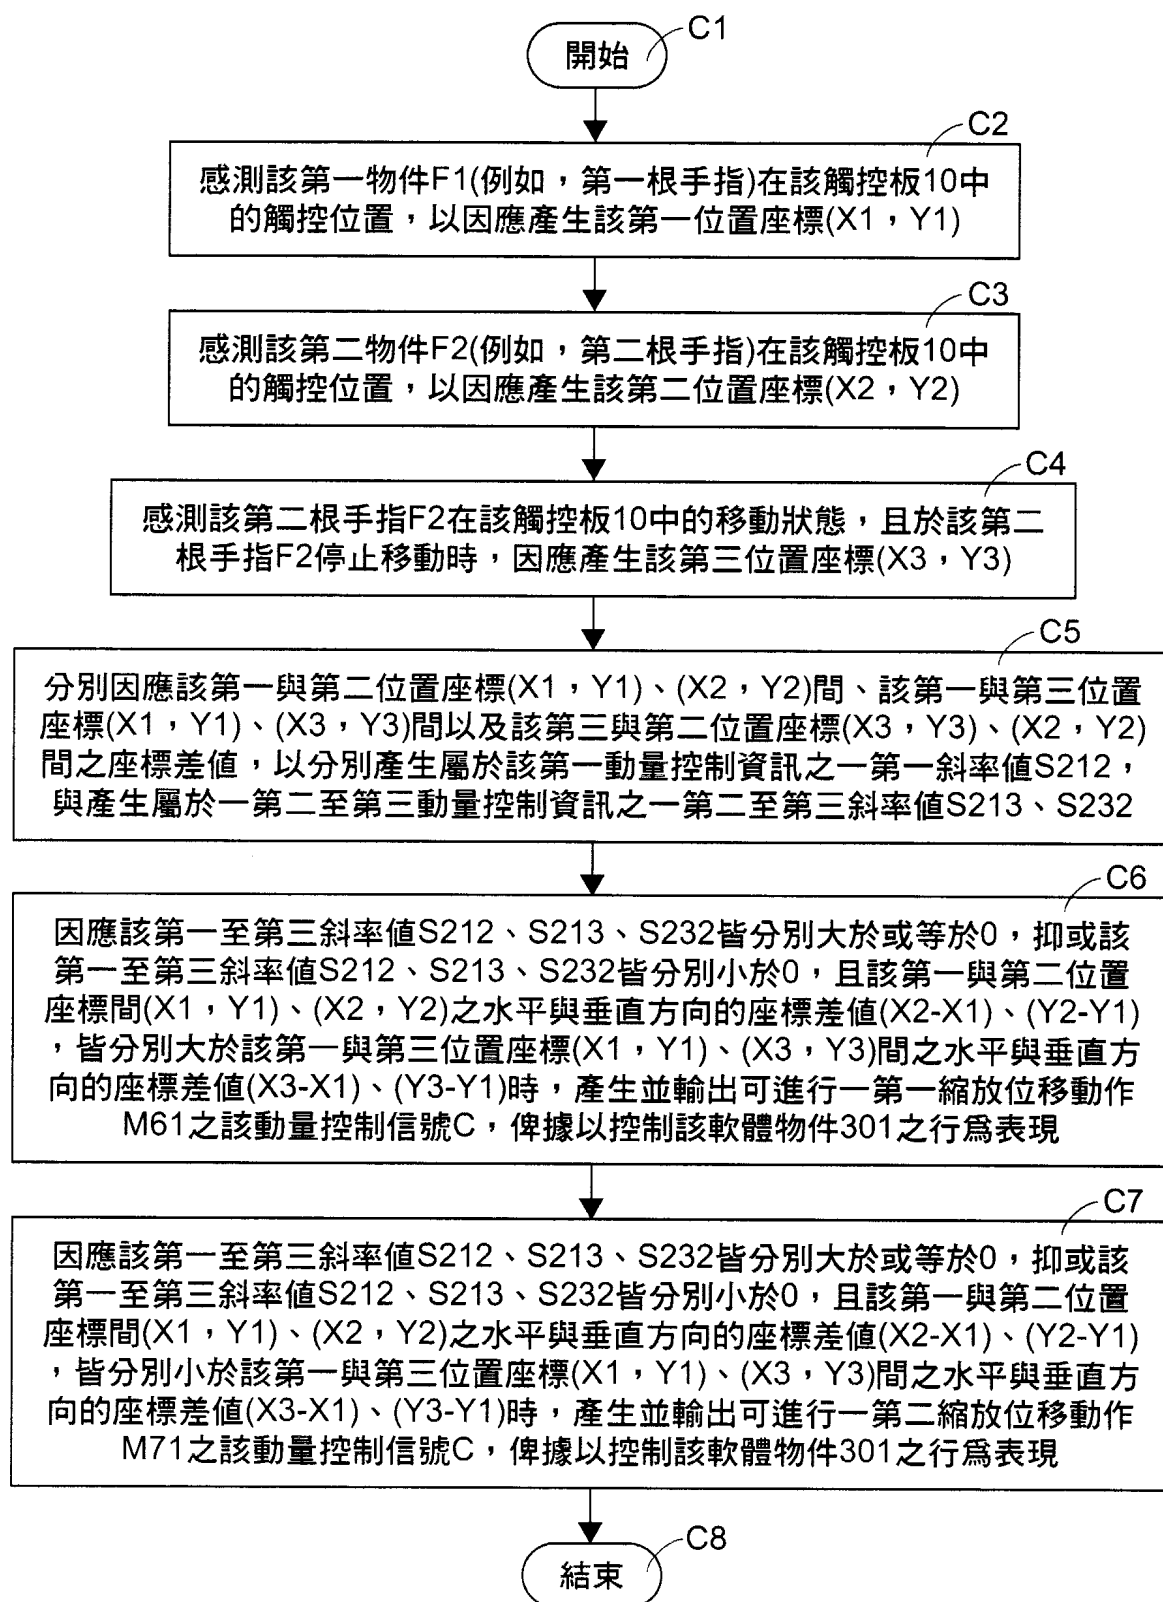 C1
開始
C2
感測該第一物件F1(例如，第一根手指)在該觸控板10中
的觸控位置，以因應產生該第一位置座標(X1，Y1)
C3
感測該第二物件F2(例如，第二根手指)在該觸控板10中
的觸控位置，以因應產生該第二位置座標(X2，Y2)
C4
感測該第二根手指F2在該觸控板10中的移動狀態，且於該第二
根手指F2停止移動時，因應產生該第三位置座標(X3，Y3)
C5
分別因應該第一與第二位置座標(X1，Y1)、(X2，Y2)間、該第一與第三位置
座標(X1，Y1)、(X3，Y3)間以及該第三與第二位置座標(X3，Y3)、(X2，Y2)
間之座標差值，以分別產生屬於該第一動量控制資訊之一第一斜率值S212，
與產生屬於一第二至第三動量控制資訊之一第二至第三斜率值S213、S232
C6
因應該第一至第三斜率值S212、S213、S232皆分別大於或等於0，抑或該
第一至第三斜率值S212、S213、S232皆分別小於0，且該第一與第二位置
座標間(X1，Y1)、(X2，Y2)之水平與垂直方向的座標差值(X2-X1)、(Y2-Y1)
，皆分別大於該第一與第三位置座標(X1，Y1)、(X3，Y3)間之水平與垂直方
向的座標差值(X3-X1)、(Y3-Y1)時，產生並輸出可進行一第一縮放位移動作
M61之該動量控制信號C，俾據以控制該軟體物件301之行為表現
C7
因應該第一至第三斜率值S212、S213、S232皆分別大於或等於0，抑或該
第一至第三斜率值S212、S213、S232皆分別小於0，且該第一與第二位置
座標間(X1，Y1)、(X2，Y2)之水平與垂直方向的座標差值(X2-X1)、(Y2-Y1)
，皆分別小於該第一與第三位置座標(X1，Y1)、(X3，Y3)間之水平與垂直方
向的座標差值(X3-X1)、(Y3-Y1)時，產生並輸出可進行一第二縮放位移動作
M71之該動量控制信號C，俾據以控制該軟體物件301之行為表現
C8
結束